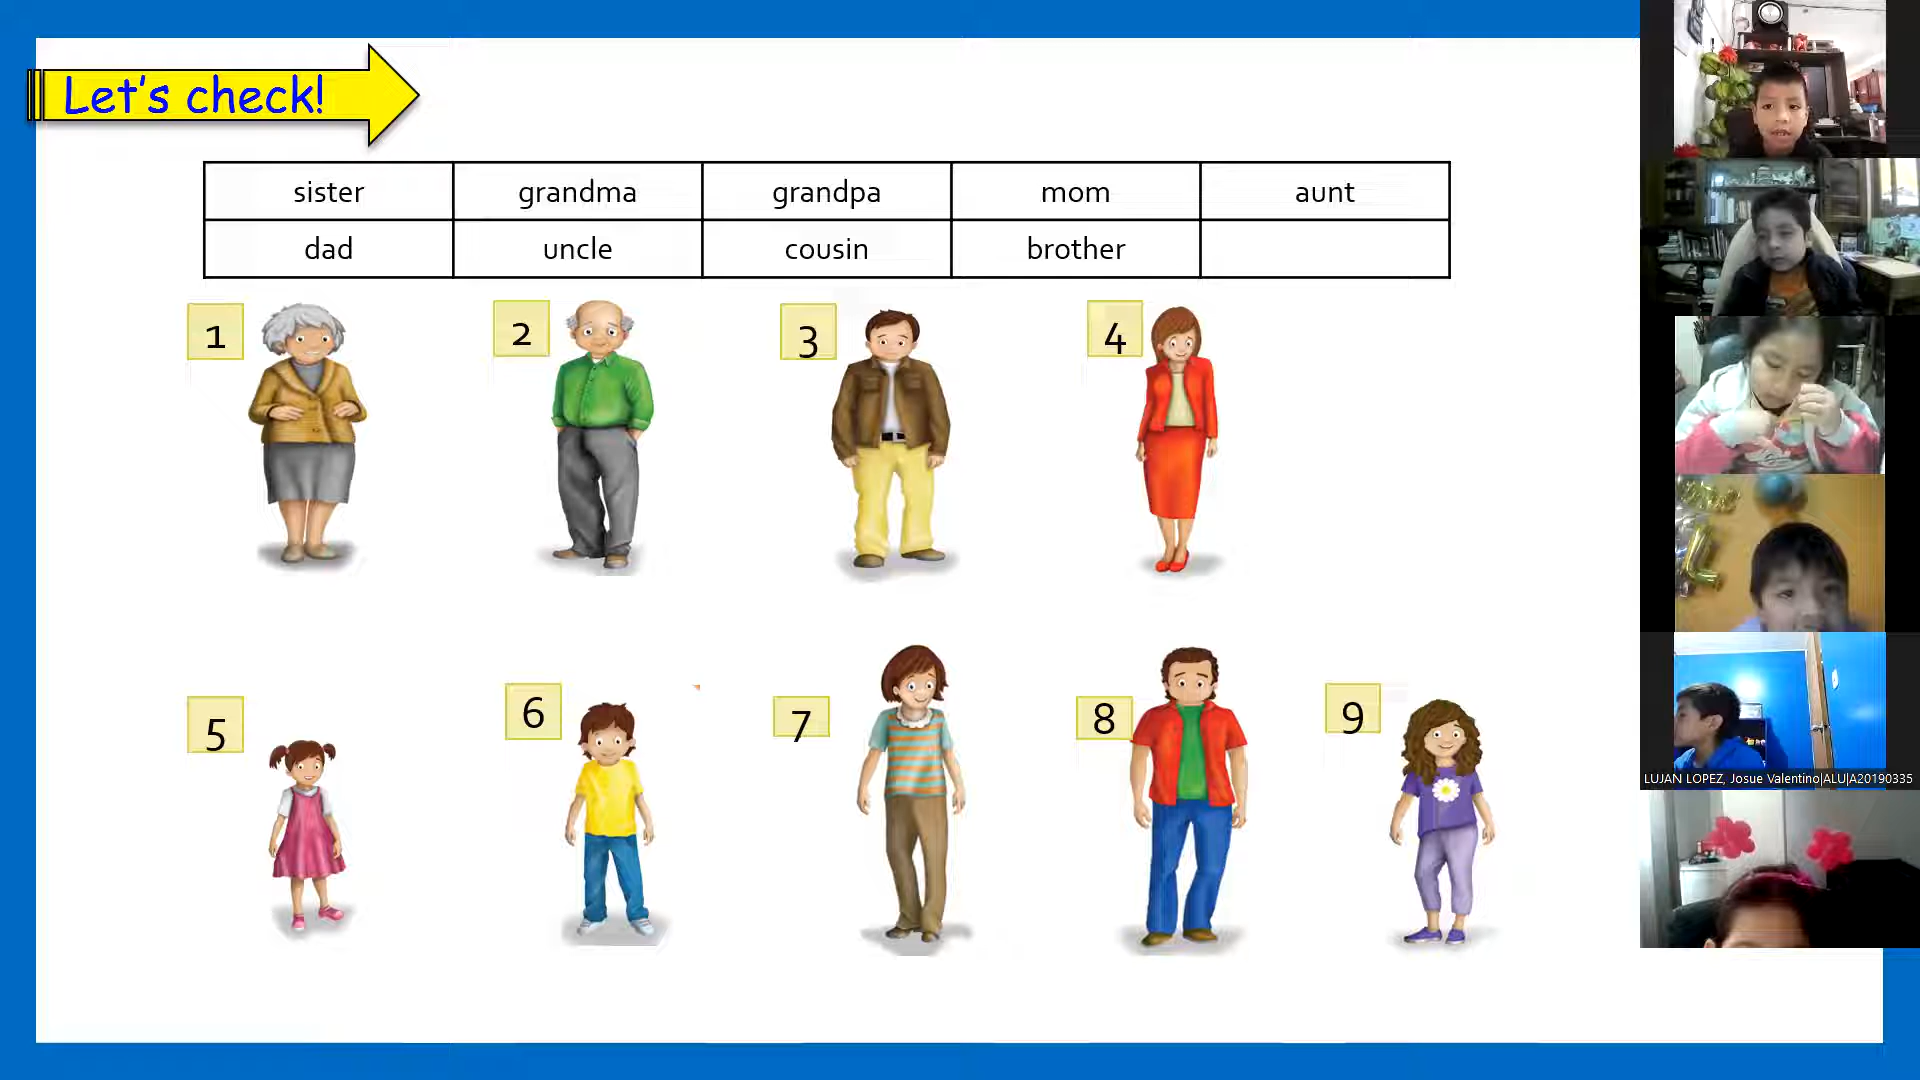 Let's check!
sister grandma grandpa mom aunt
dad uncle cousin brother
1 2 3 4
5 6 7 8 9
LUJAN LOPEZ, Josue Valentino|ALU|A20190335